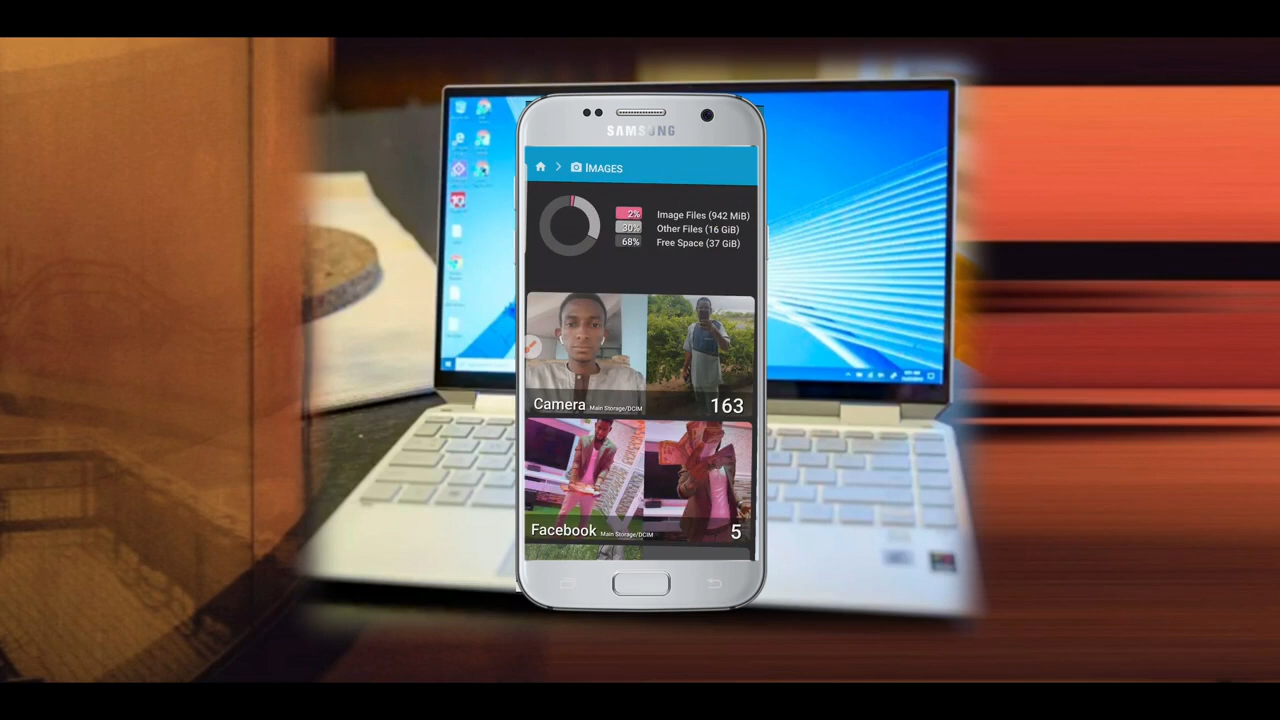 SAMSUNG
IMAGES
2% Image Files (942 MiB)
30% Other Files (16 GiB)
68% Free Space (37 GiB)
Camera Main Storage/DCIM 163
Facebook Main Storage/DCIM 5